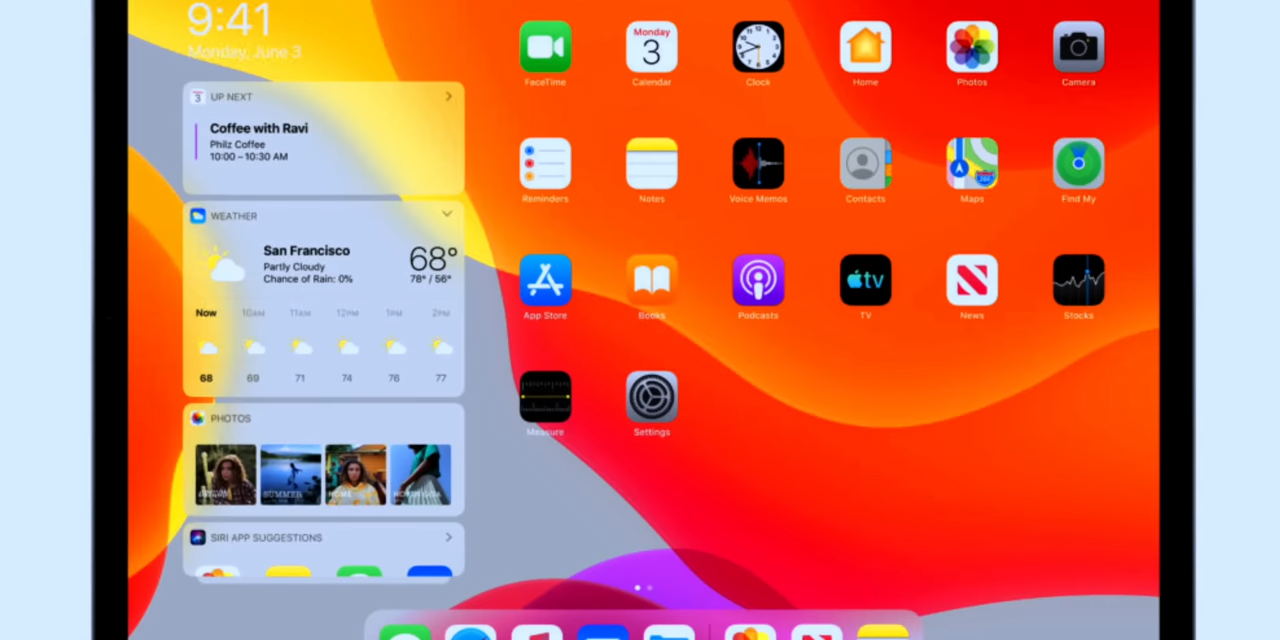 9:41
Monday, June 3
3 UP NEXT
Coffee with Ravi
Philz Coffee
10:00 – 10:30 AM
WEATHER
San Francisco
Partly Cloudy
Chance of Rain: 0%
68°
78° / 56°
Now 10AM 11AM 12PM 1PM 2PM
68 69 71 74 76 77
PHOTOS
SUMMER HOME
SIRI APP SUGGESTIONS
Monday
3
FaceTime Calendar Clock Home Photos Camera
280
Reminders Notes Voice Memos Contacts Maps Find My
tv
App Store Books Podcasts TV News Stocks
Measure Settings